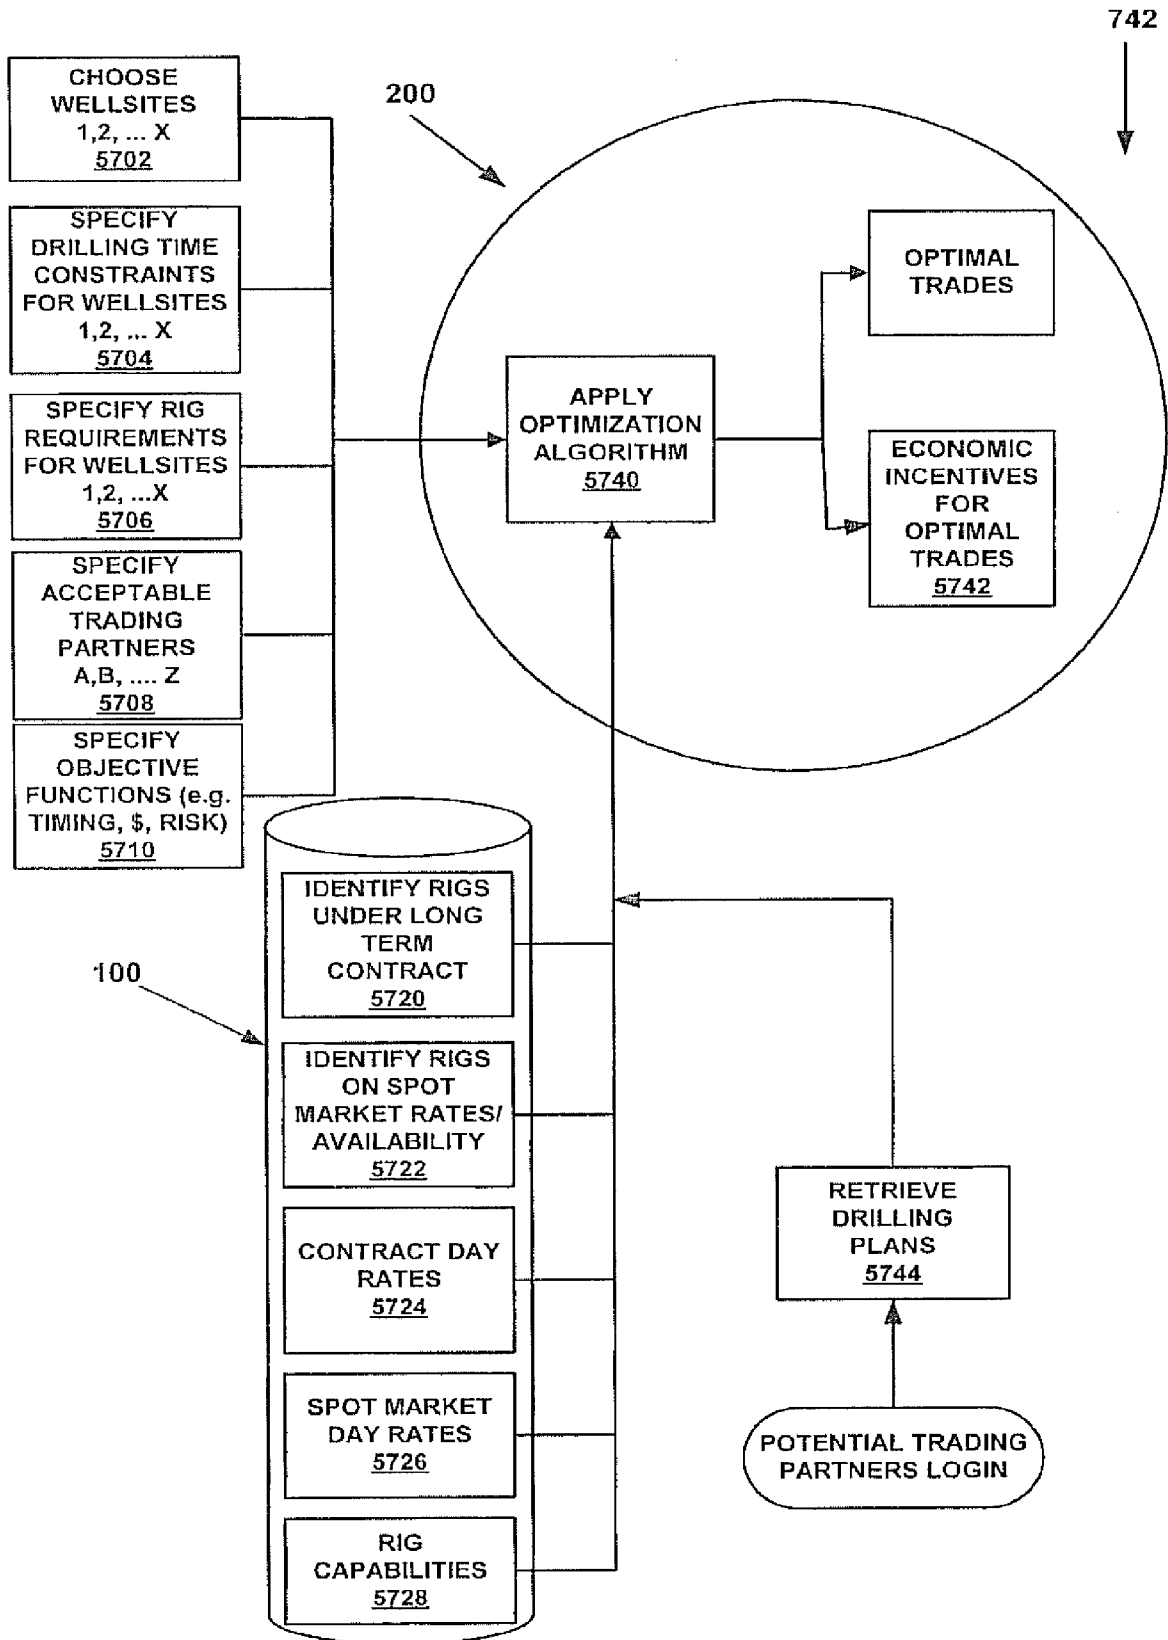 742
200
CHOOSE
WELLSITES
1,2, ... X
5702
SPECIFY
DRILLING TIME
CONSTRAINTS
FOR WELLSITES
1,2, ... X
5704
SPECIFY RIG
REQUIREMENTS
FOR WELLSITES
1,2, ...X
5706
SPECIFY
ACCEPTABLE
TRADING
PARTNERS
A,B, .... Z
5708
SPECIFY
OBJECTIVE
FUNCTIONS (e.g.
TIMING, $, RISK)
5710
APPLY
OPTIMIZATION
ALGORITHM
5740
OPTIMAL
TRADES
ECONOMIC
INCENTIVES
FOR
OPTIMAL
TRADES
5742
100
IDENTIFY RIGS
UNDER LONG
TERM
CONTRACT
5720
IDENTIFY RIGS
ON SPOT
MARKET RATES/
AVAILABILITY
5722
CONTRACT DAY
RATES
5724
SPOT MARKET
DAY RATES
5726
RIG
CAPABILITIES
5728
RETRIEVE
DRILLING
PLANS
5744
POTENTIAL TRADING
PARTNERS LOGIN